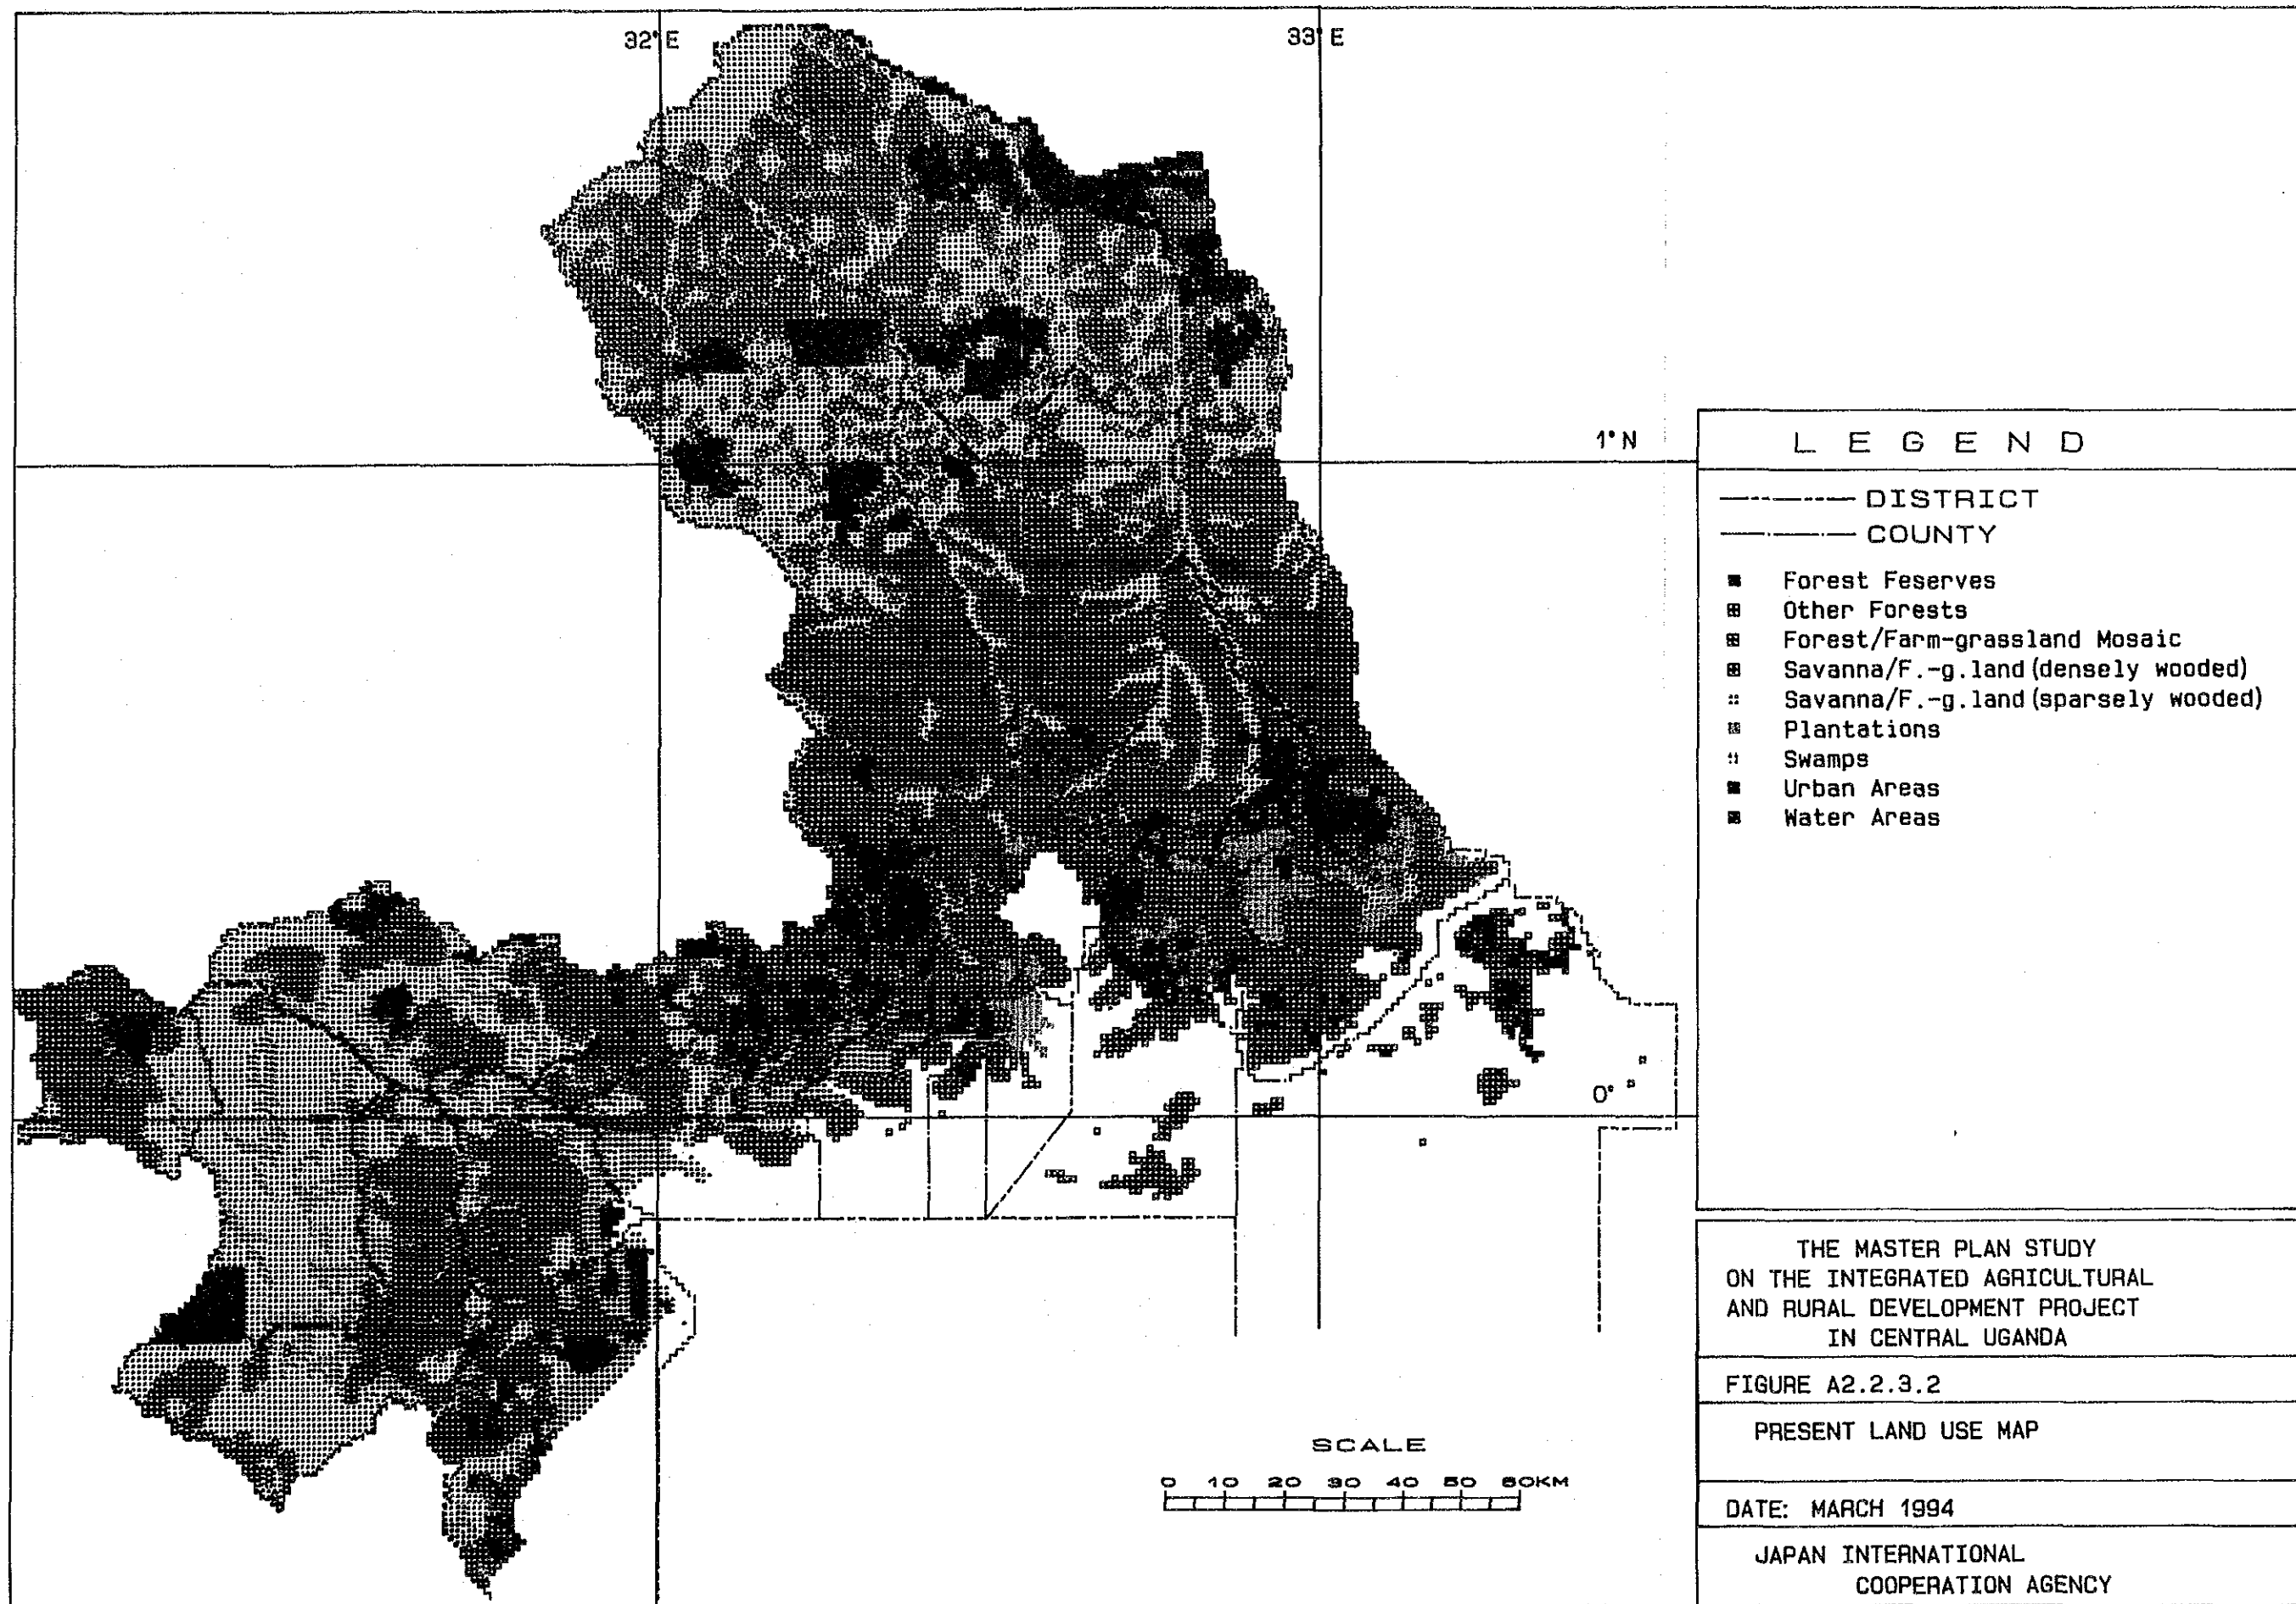 32°E
33°E
1°N
0°
LEGEND
DISTRICT
COUNTY
Forest Feserves
Other Forests
Forest/Farm-grassland Mosaic
Savanna/F.-g.land (densely wooded)
Savanna/F.-g.land (sparsely wooded)
Plantations
Swamps
Urban Areas
Water Areas
THE MASTER PLAN STUDY
ON THE INTEGRATED AGRICULTURAL
AND RURAL DEVELOPMENT PROJECT
IN CENTRAL UGANDA
FIGURE A2.2.3.2
PRESENT LAND USE MAP
SCALE
0 10 20 30 40 50 60KM
DATE: MARCH 1994
JAPAN INTERNATIONAL
COOPERATION AGENCY